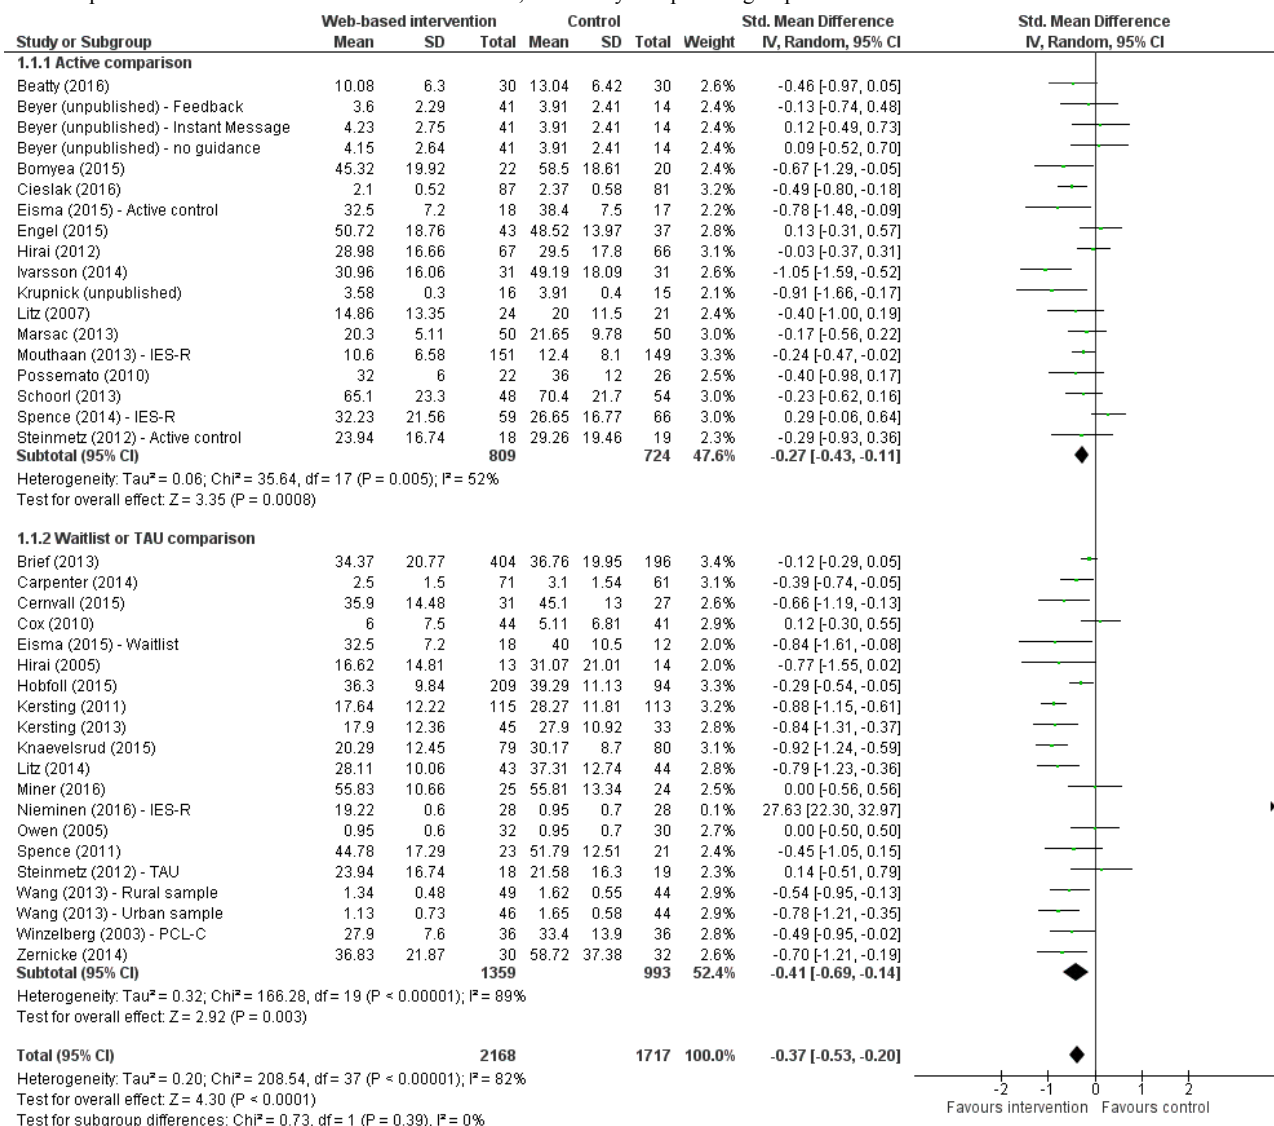 Web-based intervention Control Std. Mean Difference Std. Mean Difference
Study or Subgroup Mean SD Total Mean SD Total Weight IV, Random, 95% CI IV, Random, 95% CI
1.1.1 Active comparison
Beatty (2016) 10.08 6.3 30 13.04 6.42 30 2.6% -0.46 [-0.97, 0.05]
Beyer (unpublished) - Feedback 3.6 2.29 41 3.91 2.41 14 2.4% -0.13 [-0.74, 0.48]
Beyer (unpublished) - Instant Message 4.23 2.75 41 3.91 2.41 14 2.4% 0.12 [-0.49, 0.73]
Beyer (unpublished) - no guidance 4.15 2.64 41 3.91 2.41 14 2.4% 0.09 [-0.52, 0.70]
Bomyea (2015) 45.32 19.92 22 58.5 18.61 20 2.4% -0.67 [-1.29, -0.05]
Cieslak (2016) 2.1 0.52 87 2.37 0.58 81 3.2% -0.49 [-0.80, -0.18]
Eisma (2015) - Active control 32.5 7.2 18 38.4 7.5 17 2.2% -0.78 [-1.48, -0.09]
Engel (2015) 50.72 18.76 43 48.52 13.97 37 2.8% 0.13 [-0.31, 0.57]
Hirai (2012) 28.98 16.66 67 29.5 17.8 66 3.1% -0.03 [-0.37, 0.31]
Ivarsson (2014) 30.96 16.06 31 49.19 18.09 31 2.6% -1.05 [-1.59, -0.52]
Krupnick (unpublished) 3.58 0.3 16 3.91 0.4 15 2.1% -0.91 [-1.66, -0.17]
Litz (2007) 14.86 13.35 24 20 11.5 21 2.4% -0.40 [-1.00, 0.19]
Marsac (2013) 20.3 5.11 50 21.65 9.78 50 3.0% -0.17 [-0.56, 0.22]
Mouthaan (2013) - IES-R 10.6 6.58 151 12.4 8.1 149 3.3% -0.24 [-0.47, -0.02]
Possemato (2010) 32 6 22 36 12 26 2.5% -0.40 [-0.98, 0.17]
Schoorl (2013) 65.1 23.3 48 70.4 21.7 54 3.0% -0.23 [-0.62, 0.16]
Spence (2014) - IES-R 32.23 21.56 59 26.65 16.77 66 3.0% 0.29 [-0.06, 0.64]
Steinmetz (2012) - Active control 23.94 16.74 18 29.26 19.46 19 2.3% -0.29 [-0.93, 0.36]
Subtotal (95% CI) 809 724 47.6% -0.27 [-0.43, -0.11]
Heterogeneity: Tau² = 0.06; Chi² = 35.64, df = 17 (P = 0.005); I² = 52%
Test for overall effect: Z = 3.35 (P = 0.0008)
1.1.2 Waitlist or TAU comparison
Brief (2013) 34.37 20.77 404 36.76 19.95 196 3.4% -0.12 [-0.29, 0.05]
Carpenter (2014) 2.5 1.5 71 3.1 1.54 61 3.1% -0.39 [-0.74, -0.05]
Cernvall (2015) 35.9 14.48 31 45.1 13 27 2.6% -0.66 [-1.19, -0.13]
Cox (2010) 6 7.5 44 5.11 6.81 41 2.9% 0.12 [-0.30, 0.55]
Eisma (2015) - Waitlist 32.5 7.2 18 40 10.5 12 2.0% -0.84 [-1.61, -0.08]
Hirai (2005) 16.62 14.81 13 31.07 21.01 14 2.0% -0.77 [-1.55, 0.02]
Hobfoll (2015) 36.3 9.84 209 39.29 11.13 94 3.3% -0.29 [-0.54, -0.05]
Kersting (2011) 17.64 12.22 115 28.27 11.81 113 3.2% -0.88 [-1.15, -0.61]
Kersting (2013) 17.9 12.36 45 27.9 10.92 33 2.7% -0.84 [-1.31, -0.37]
Knaevelsrud (2015) 20.29 12.45 79 30.17 8.7 80 3.1% -0.92 [-1.24, -0.59]
Litz (2014) 28.11 10.06 43 37.31 12.74 44 2.8% -0.79 [-1.23, -0.36]
Miner (2016) 55.83 10.66 25 55.81 13.34 24 2.5% 0.00 [-0.56, 0.56]
Nieminen (2016) - IES-R 19.22 0.6 28 0.95 0.7 28 0.1% 27.63 [22.30, 32.97]
Owen (2005) 0.95 0.6 32 0.95 0.7 30 2.7% 0.00 [-0.50, 0.50]
Spence (2011) 44.78 17.29 23 51.79 12.51 21 2.4% -0.45 [-1.05, 0.15]
Steinmetz (2012) - TAU 23.94 16.74 18 21.58 16.3 19 2.3% 0.14 [-0.51, 0.79]
Wang (2013) - Rural sample 1.34 0.48 49 1.62 0.55 44 2.9% -0.54 [-0.95, -0.13]
Wang (2013) - Urban sample 1.13 0.73 46 1.65 0.58 44 2.9% -0.78 [-1.21, -0.35]
Winzelberg (2003) - PCL-C 27.9 7.6 36 33.4 13.9 36 2.8% -0.49 [-0.95, -0.02]
Zernicke (2014) 36.83 21.87 30 58.72 37.38 32 2.6% -0.70 [-1.21, -0.19]
Subtotal (95% CI) 1359 993 52.4% -0.41 [-0.69, -0.14]
Heterogeneity: Tau² = 0.32; Chi² = 166.28, df = 19 (P < 0.00001); I² = 89%
Test for overall effect: Z = 2.92 (P = 0.003)
Total (95% CI) 2168 1717 100.0% -0.37 [-0.53, -0.20]
Heterogeneity: Tau² = 0.20; Chi² = 208.54, df = 37 (P < 0.00001); I² = 82%
Test for overall effect: Z = 4.30 (P < 0.0001)
Test for subgroup differences: Chi² = 0.73, df = 1 (P = 0.39), I² = 0%
-2 -1 0 1 2
Favours intervention Favours control